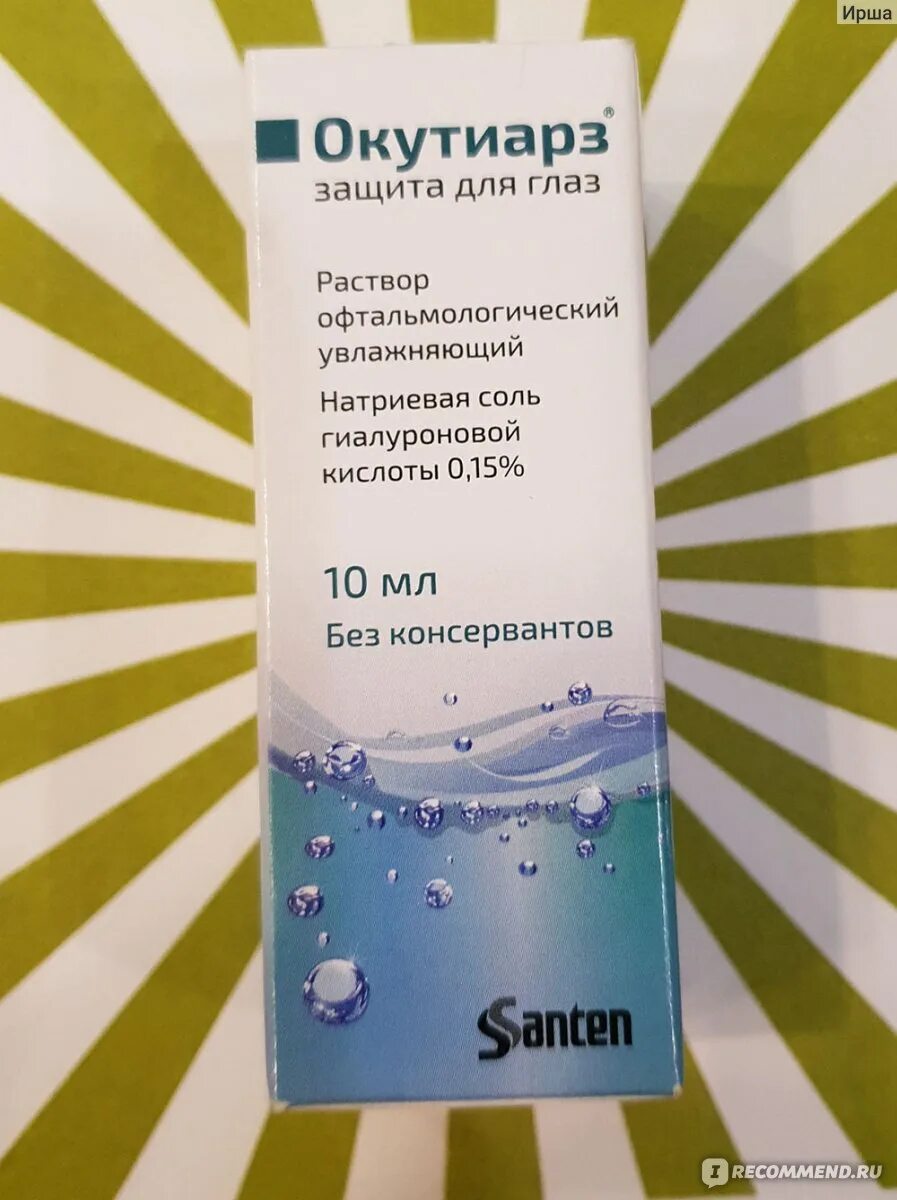 Ирша
Окутиарз®
защита для глаз
Раствор
офтальмологический
увлажняющий
Натриевая соль
гиалуроновой
кислоты 0,15%
10 мл
Без консервантов
Santen
IRECOMMEND.RU